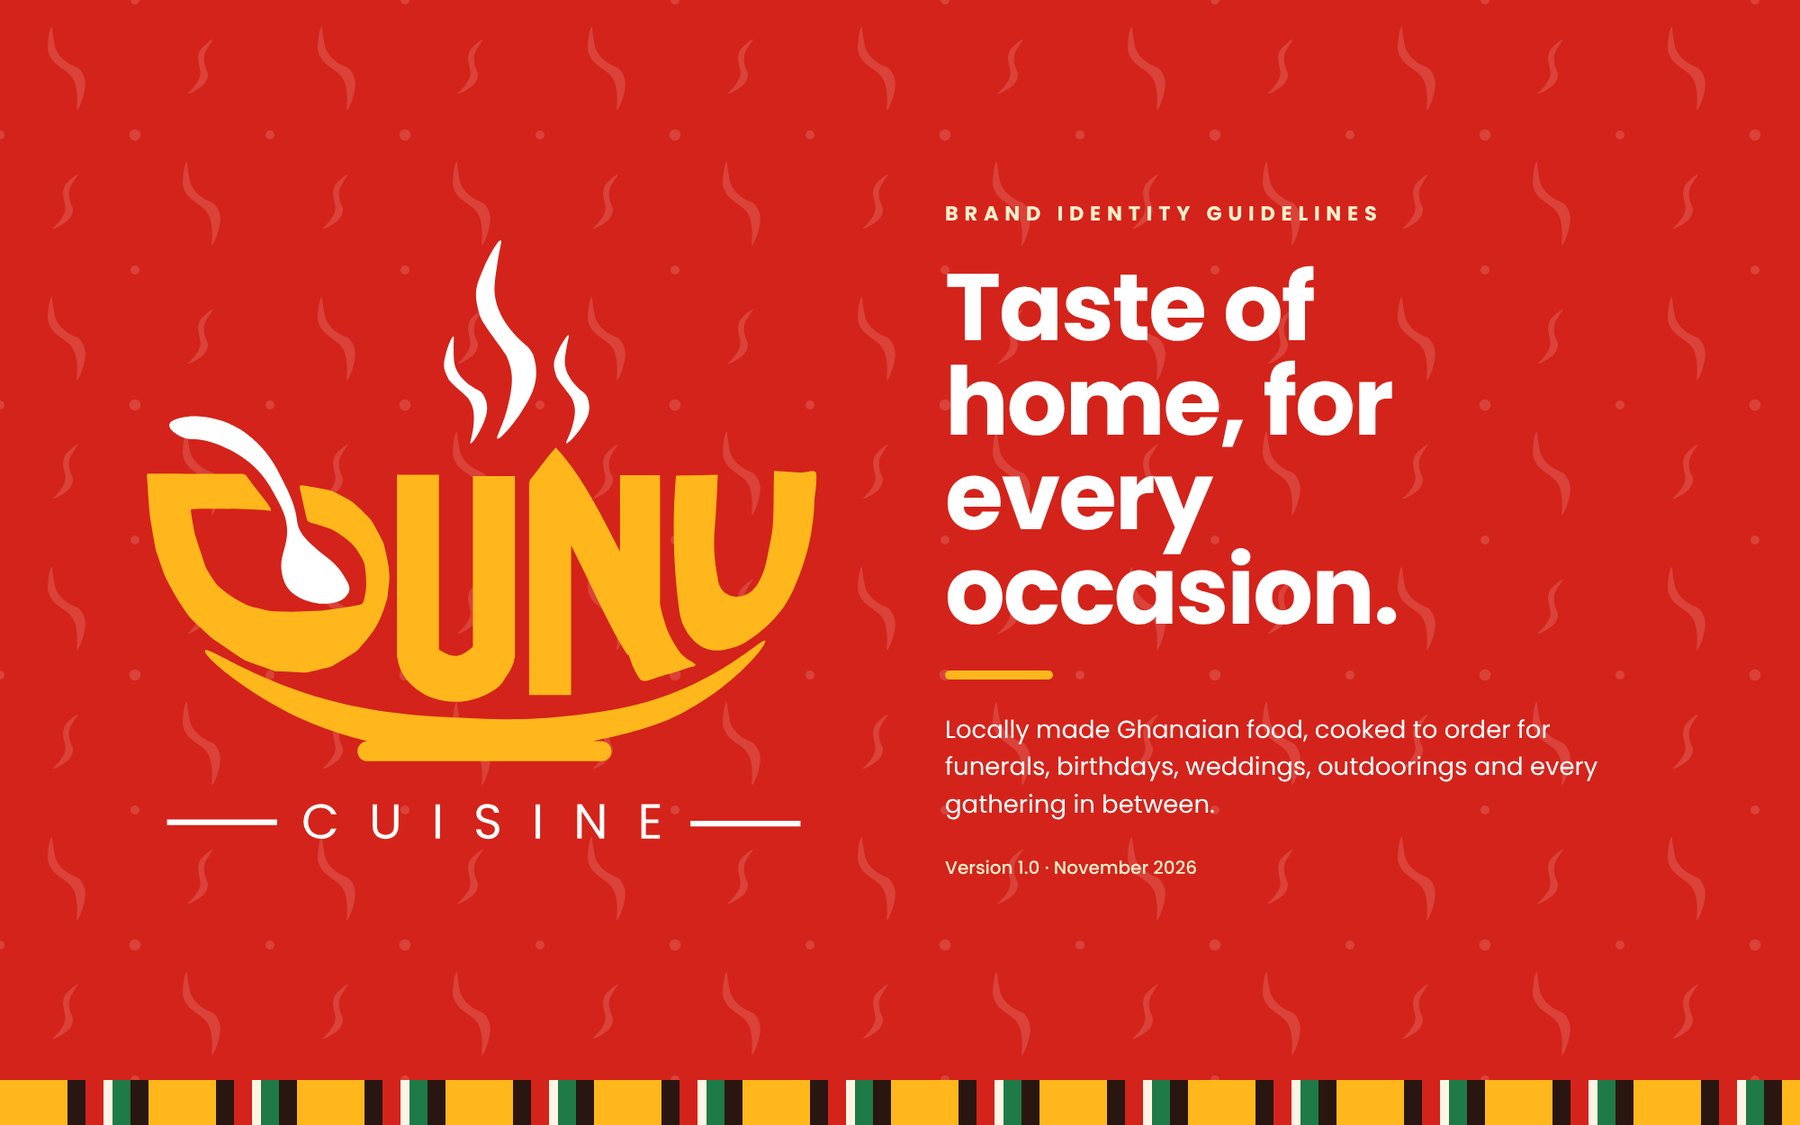 DUNU
CUISINE
BRAND IDENTITY GUIDELINES
Taste of
home, for
every
occasion.
Locally made Ghanaian food, cooked to order for
funerals, birthdays, weddings, outdoorings and every
gathering in between.
Version 1.0 · November 2026